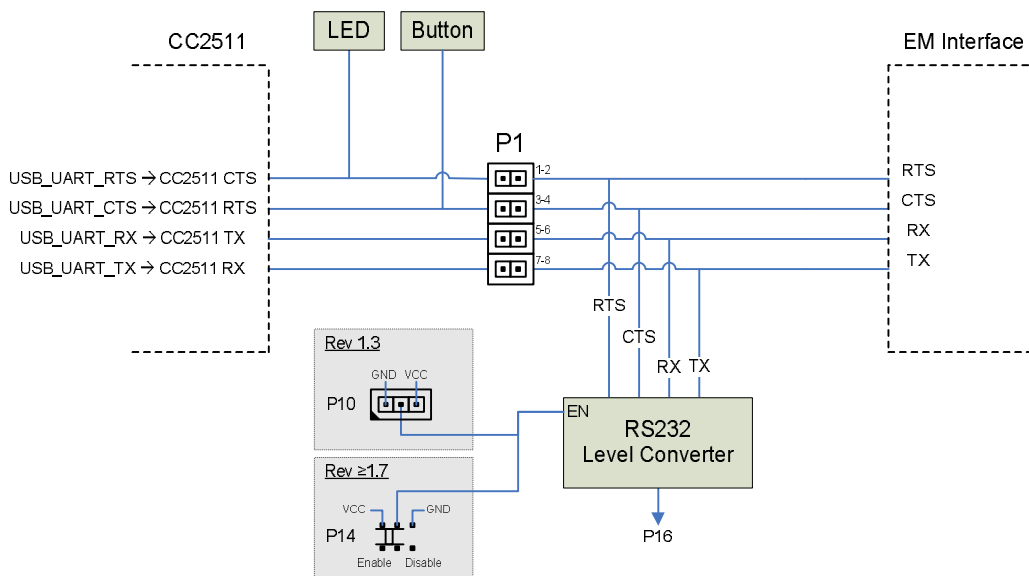 LED
Button
CC2511
EM Interface
P1
1-2
USB_UART_RTS → CC2511 CTS
RTS
3-4
USB_UART_CTS → CC2511 RTS
CTS
5-6
USB_UART_RX → CC2511 TX
RX
7-8
USB_UART_TX → CC2511 RX
TX
RTS
CTS
RX
TX
Rev 1.3
GND
VCC
P10
EN
RS232
Level Converter
Rev ≥1.7
VCC
GND
P14
Enable
Disable
P16